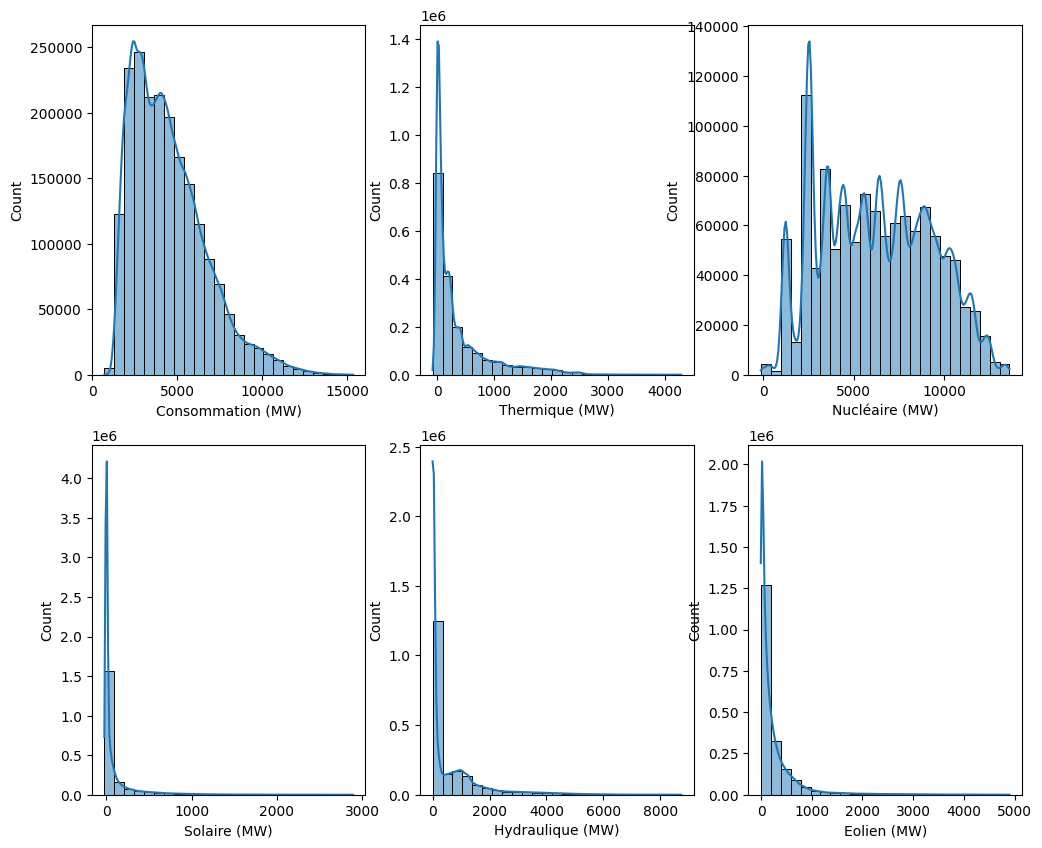 250000
200000
150000
100000
50000
0
Count
0 5000 10000 15000
Consommation (MW)
1e6
1.4
1.2
1.0
0.8
0.6
0.4
0.2
0.0
Count
0 1000 2000 3000 4000
Thermique (MW)
140000
120000
100000
80000
60000
40000
20000
0
Count
0 5000 10000
Nucléaire (MW)
1e6
4.0
3.5
3.0
2.5
2.0
1.5
1.0
0.5
0.0
Count
0 1000 2000 3000
Solaire (MW)
1e6
2.5
2.0
1.5
1.0
0.5
0.0
Count
0 2000 4000 6000 8000
Hydraulique (MW)
1e6
2.00
1.75
1.50
1.25
1.00
0.75
0.50
0.25
0.00
Count
0 1000 2000 3000 4000 5000
Eolien (MW)